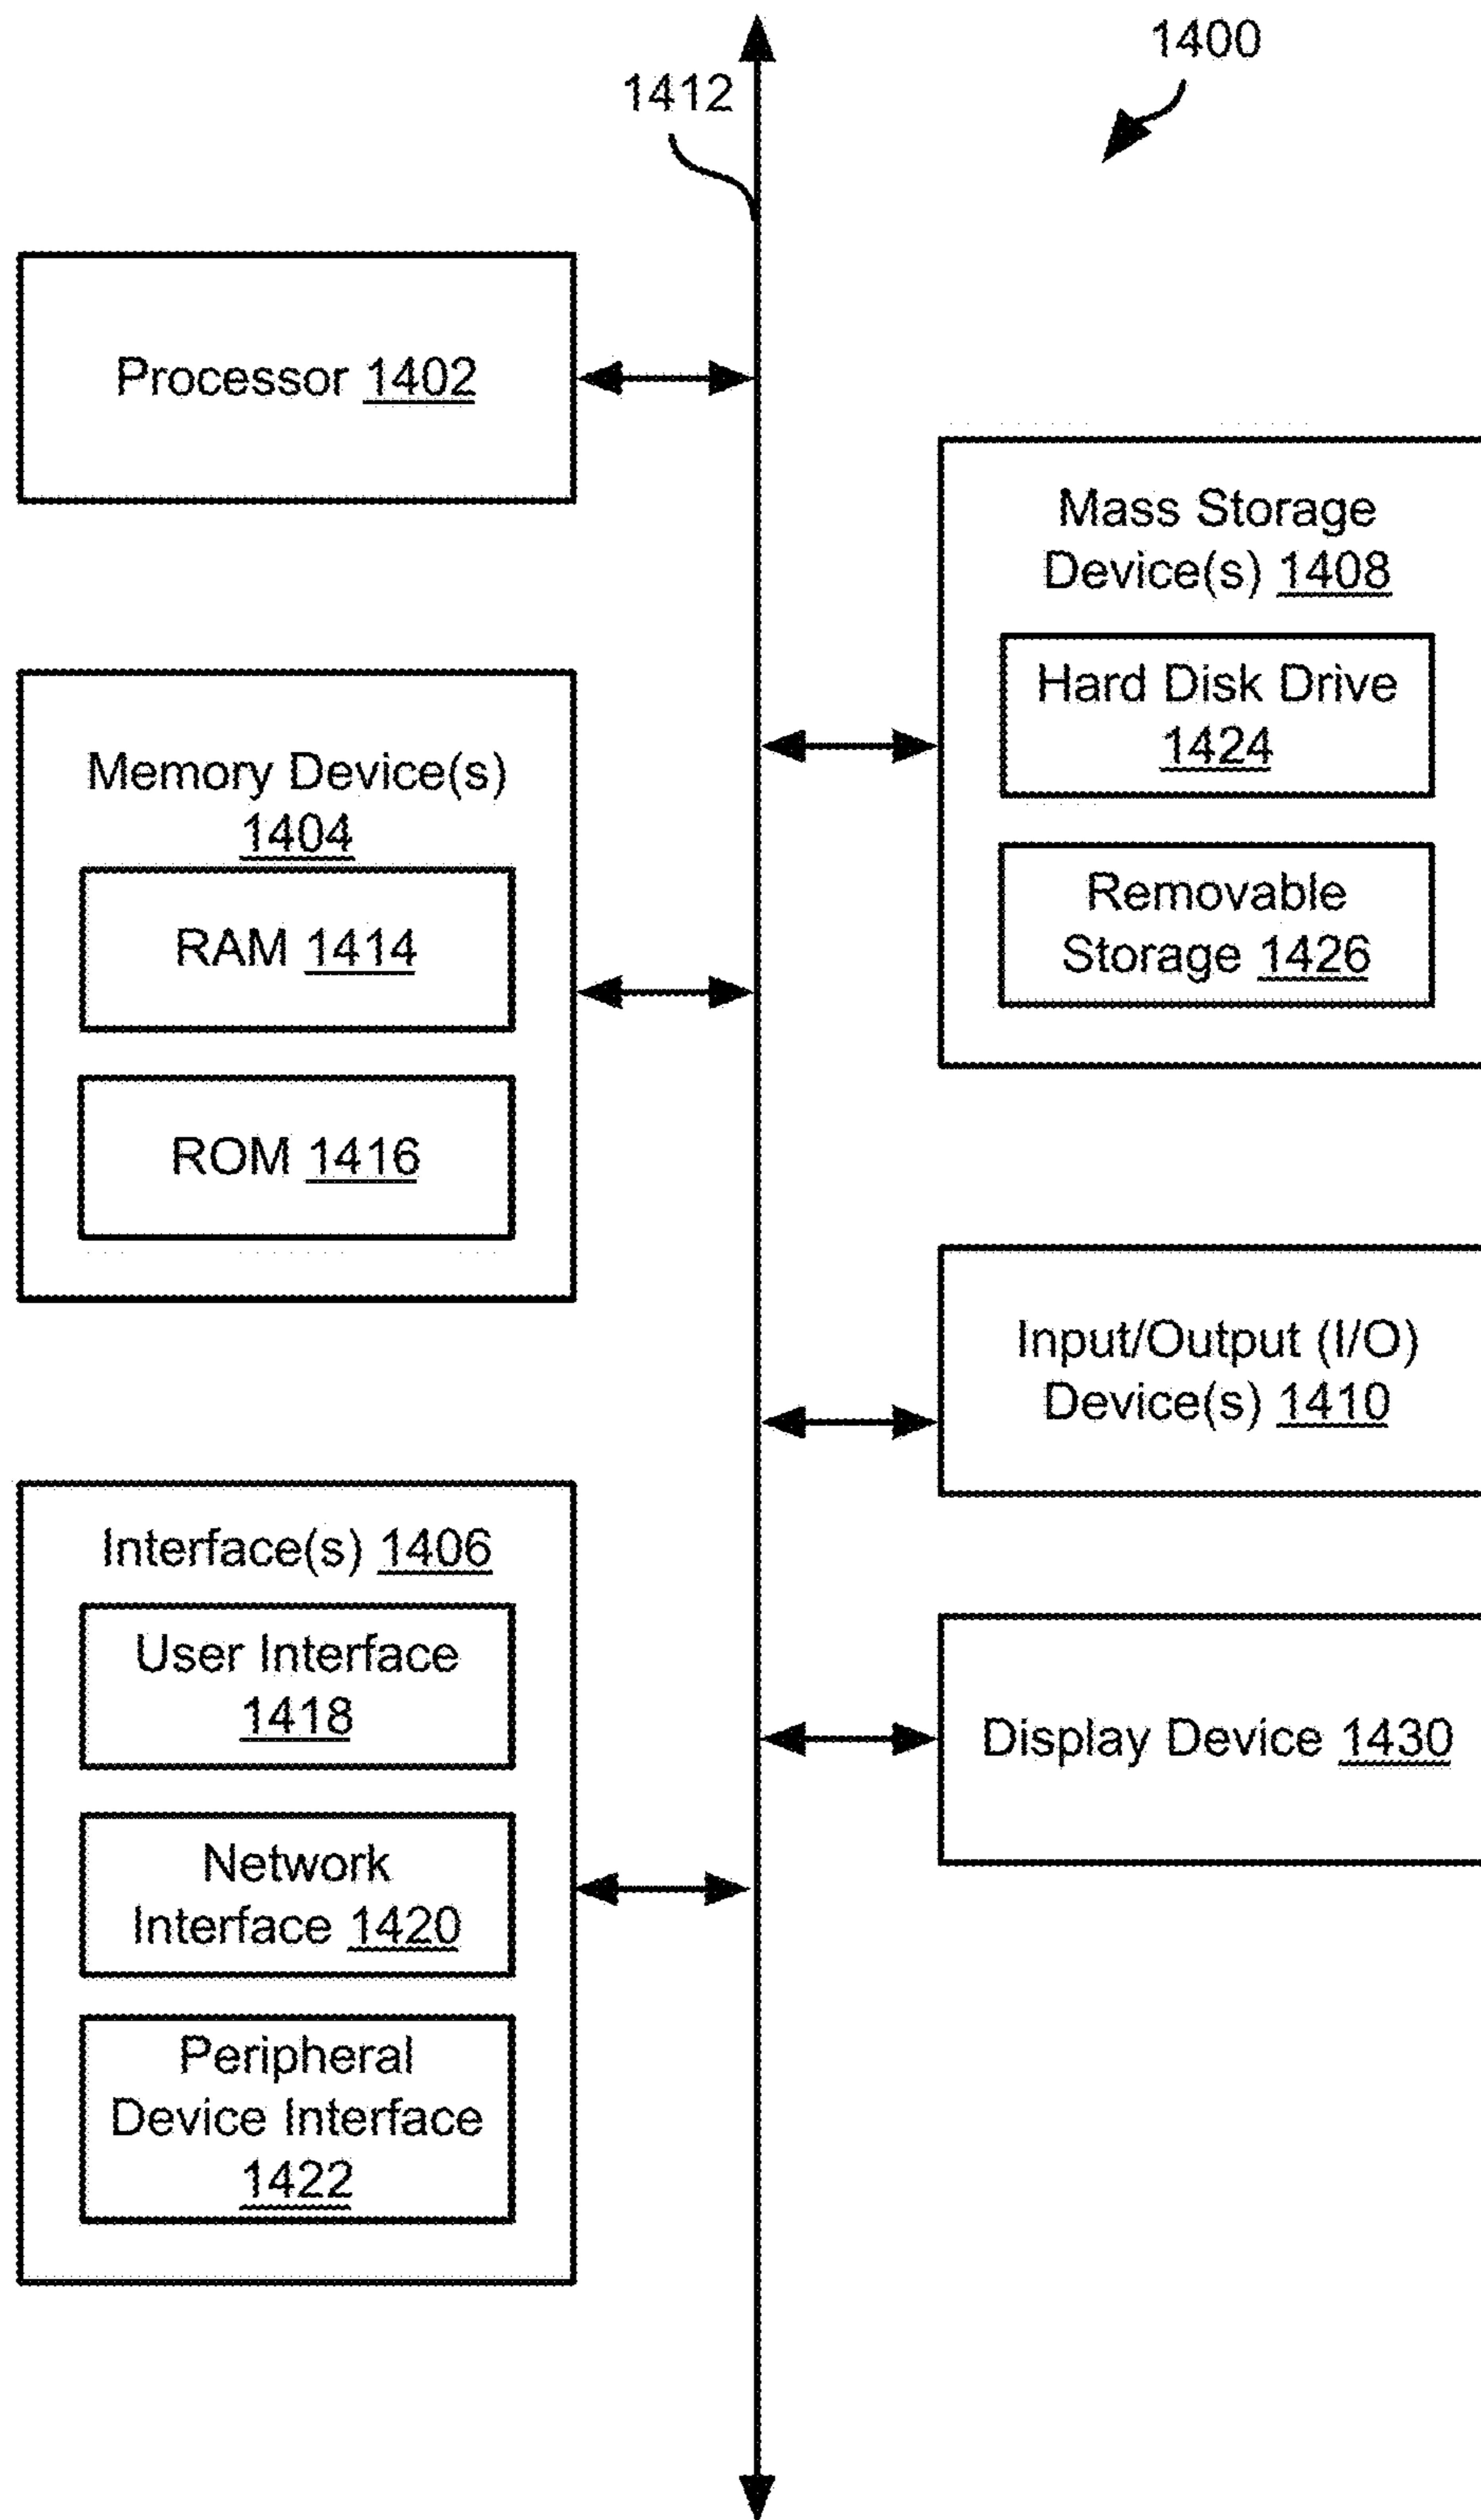 1400
1412
Processor 1402
Memory Device(s)
1404
RAM 1414
ROM 1416
Interface(s) 1406
User Interface
1418
Network
Interface 1420
Peripheral
Device Interface
1422
Mass Storage
Device(s) 1408
Hard Disk Drive
1424
Removable
Storage 1426
Input/Output (I/O)
Device(s) 1410
Display Device 1430